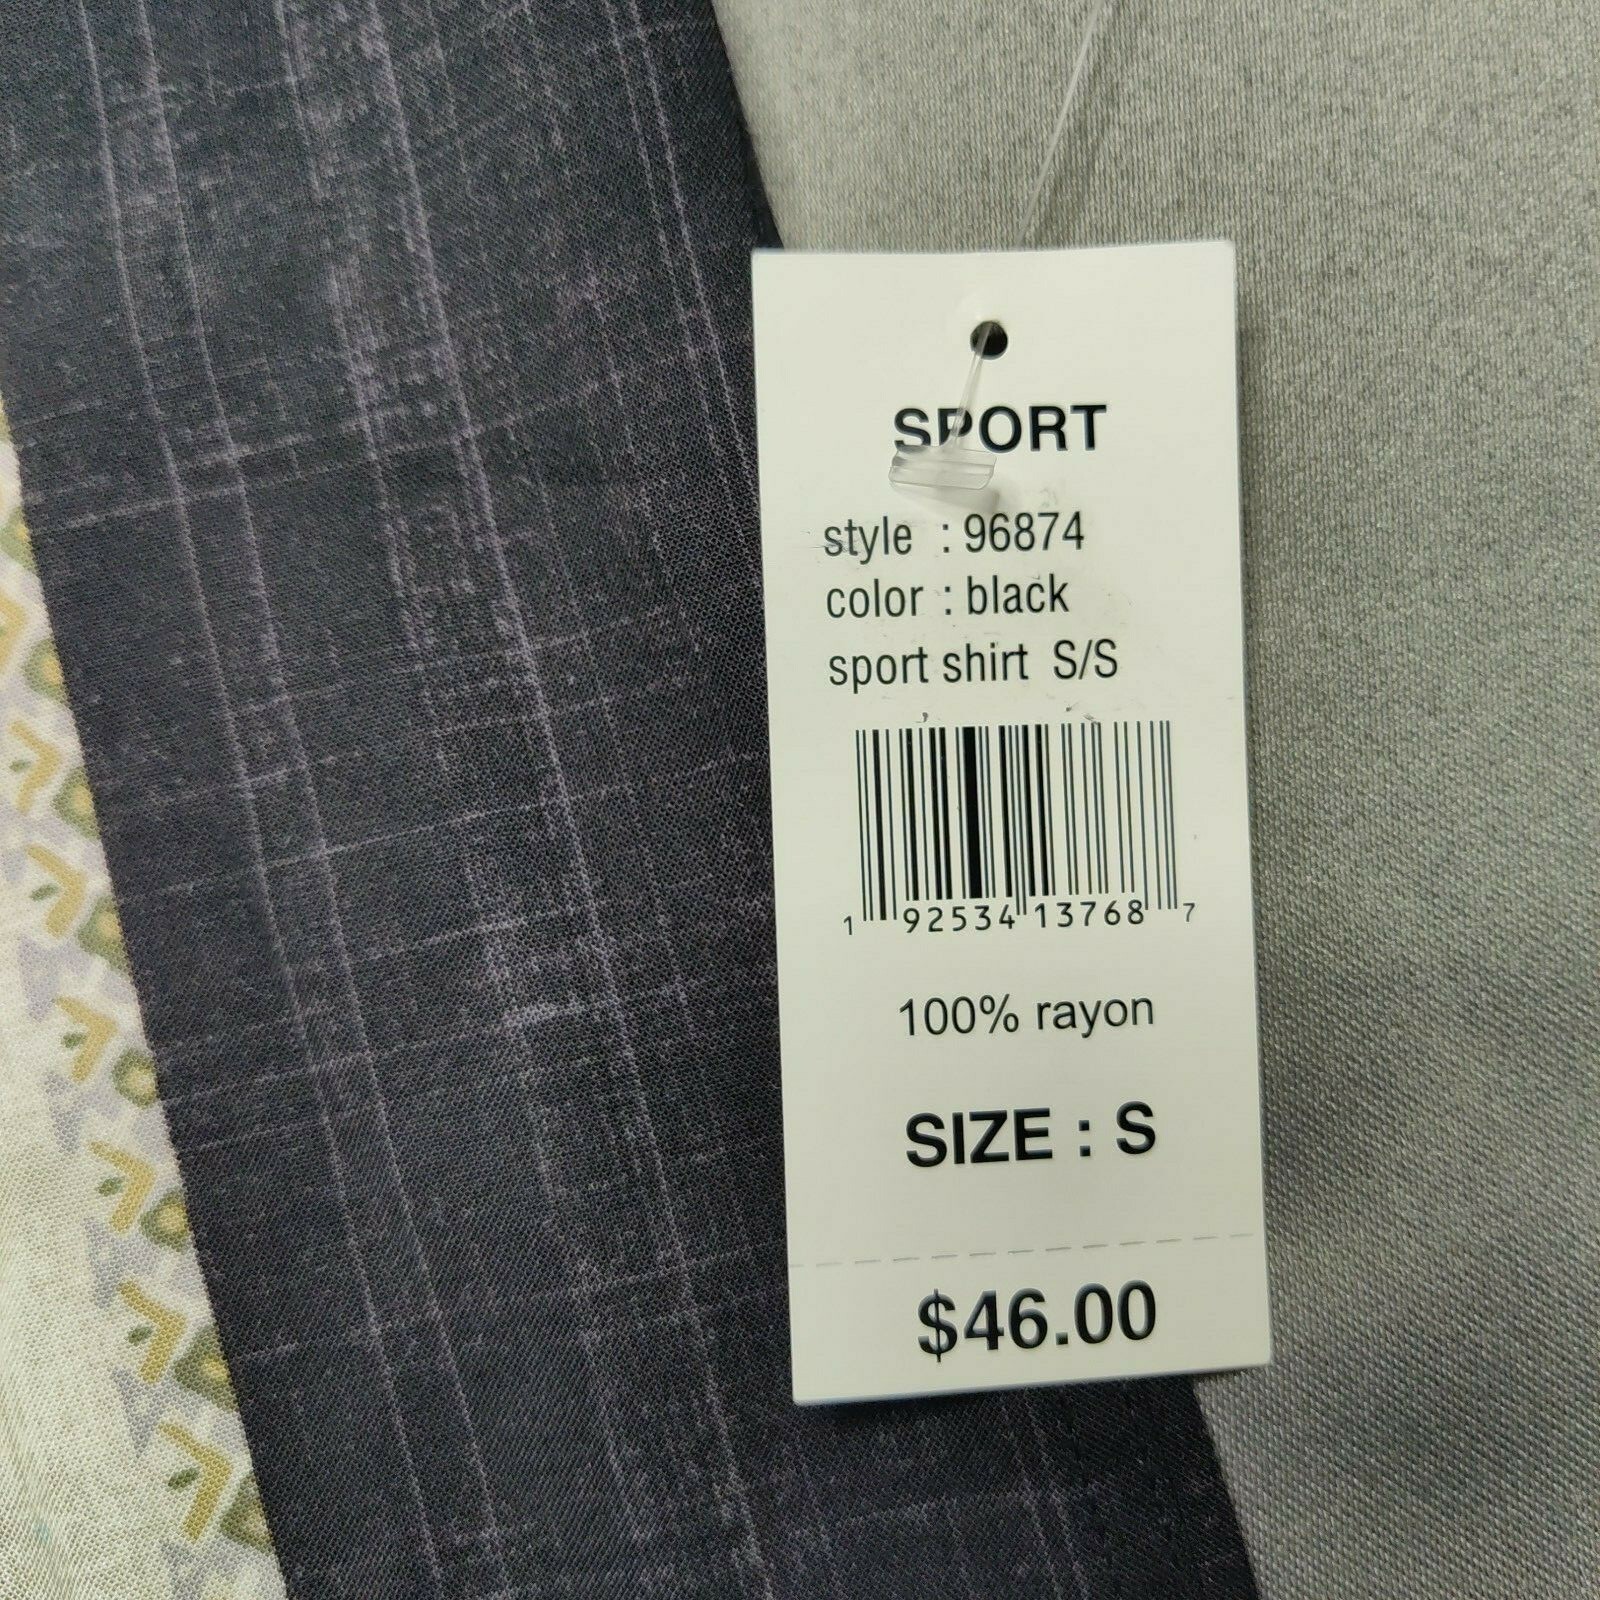 SPORT
style : 96874
color : black
sport shirt S/S
1 92534 13768 7
100% rayon
SIZE : S
$46.00